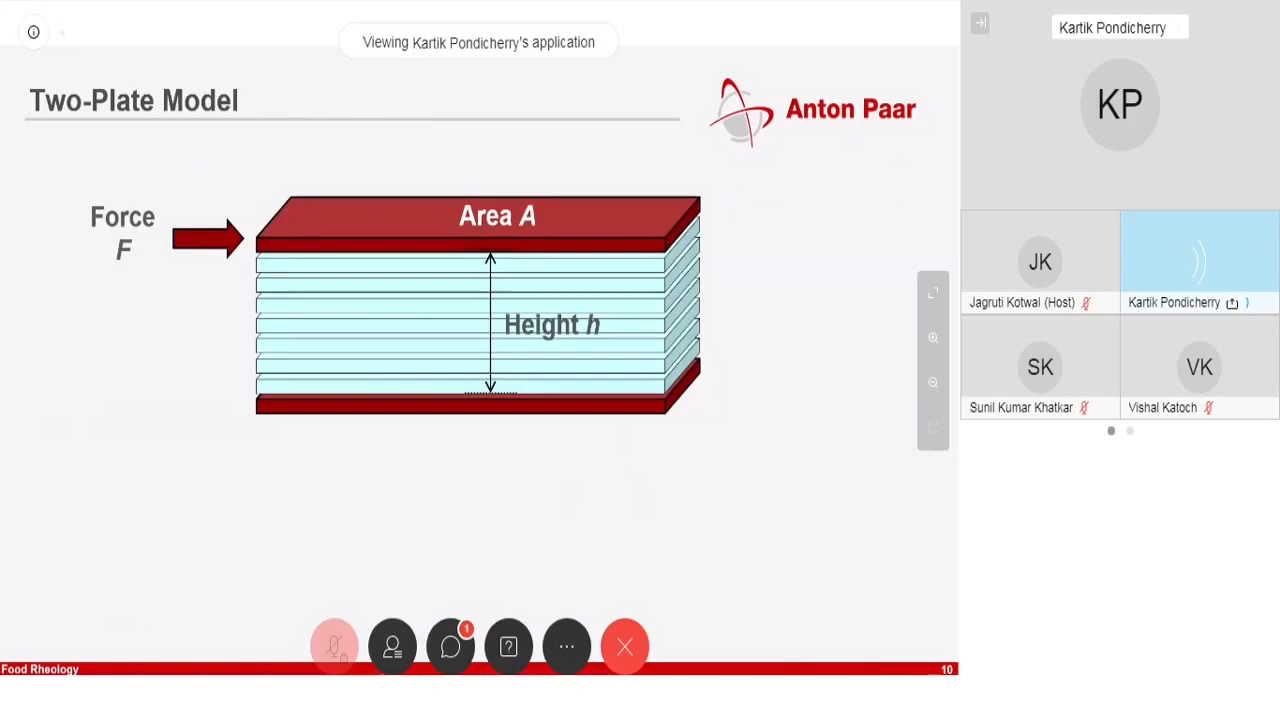 Viewing Kartik Pondicherry's application
Two-Plate Model
Anton Paar
Force
F
Area A
Height h
1
?
Food Rheology
10
Kartik Pondicherry
KP
JK
Jagruti Kotwal (Host)
Kartik Pondicherry
SK
Sunil Kumar Khatkar
VK
Vishal Katoch